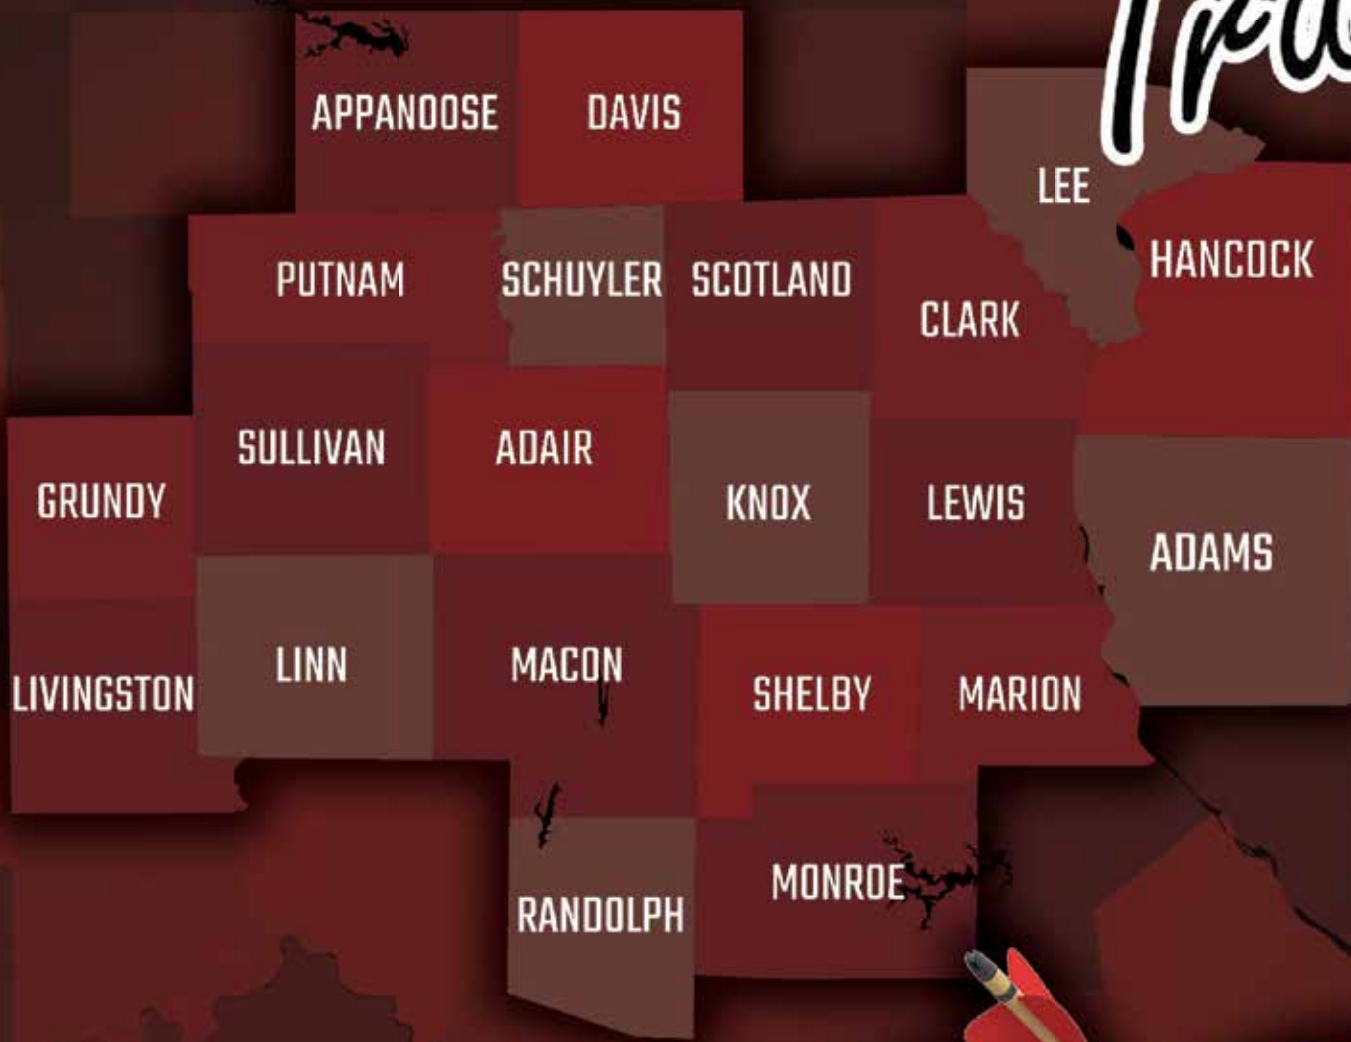 APPANOOSE
DAVIS
LEE
HANCOCK
PUTNAM
SCHUYLER
SCOTLAND
CLARK
SULLIVAN
ADAIR
GRUNDY
KNOX
LEWIS
ADAMS
LINN
MACON
LIVINGSTON
SHELBY
MARION
MONROE
RANDOLPH